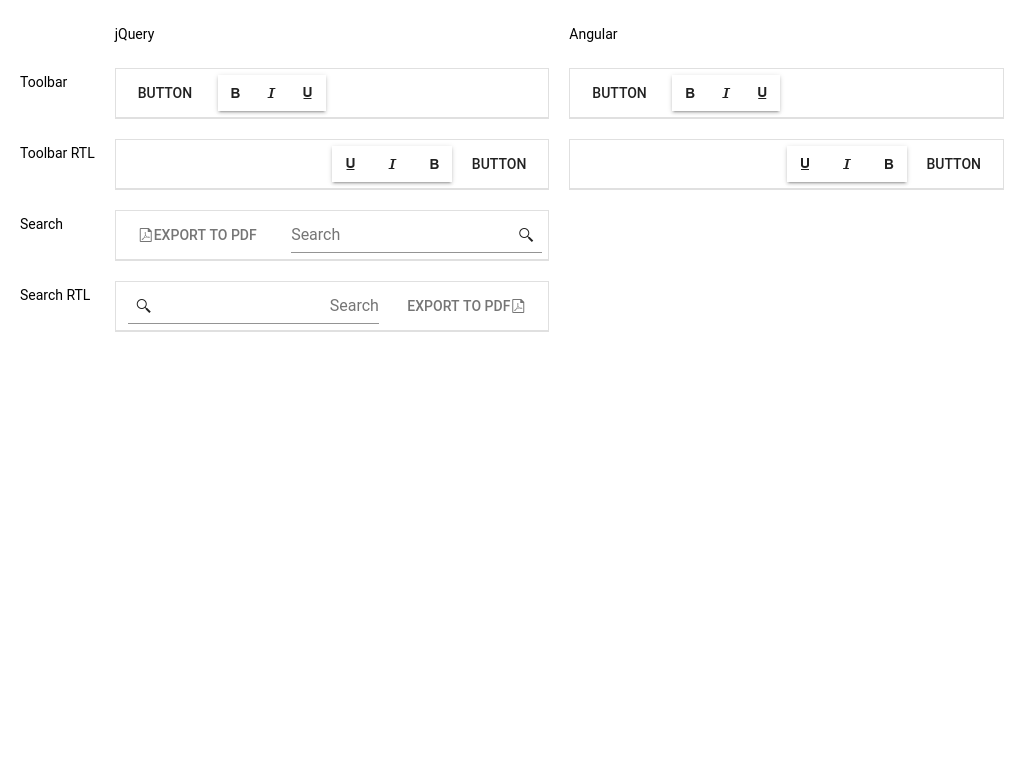 jQuery Angular
Toolbar BUTTON B I U BUTTON B I U
Toolbar RTL U I B BUTTON U I B BUTTON
Search EXPORT TO PDF Search
Search RTL Search EXPORT TO PDF